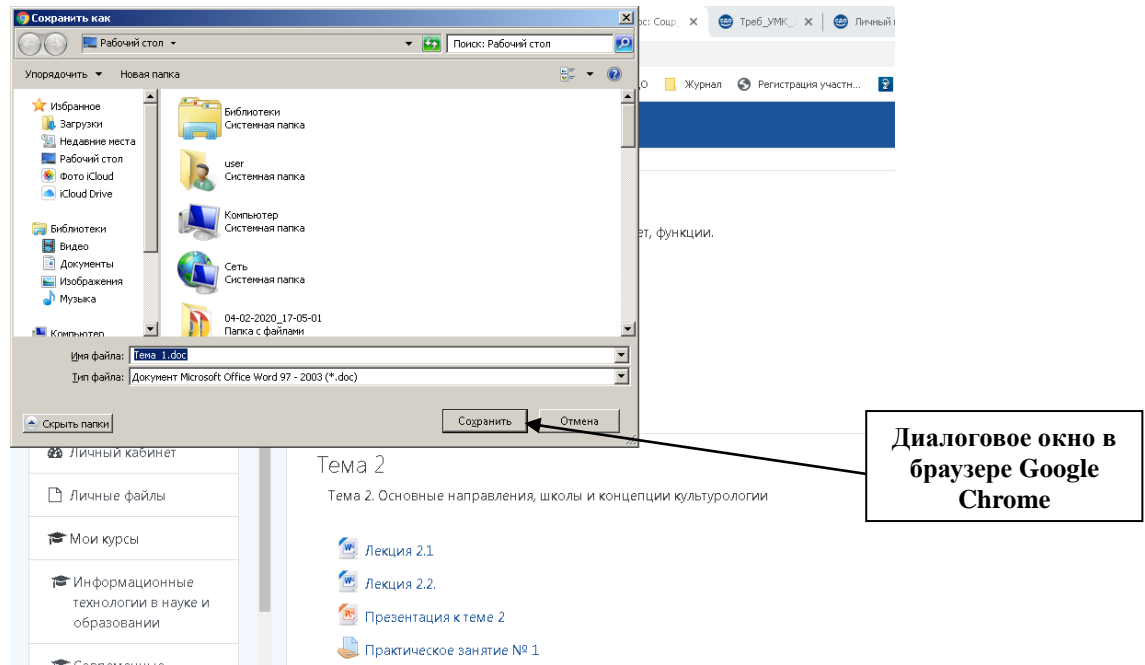 Сохранить как
Рабочий стол
Поиск: Рабочий стол
Упорядочить
Новая папка
Избранное
Загрузки
Недавние места
Рабочий стол
Фото iCloud
iCloud Drive
Библиотеки
Видео
Документы
Изображения
Музыка
Компьютер
Библиотеки
Системная папка
user
Системная папка
Компьютер
Системная папка
Сеть
Системная папка
04-02-2020_17-05-01
Папка с файлами
Имя файла: Тема 1.doc
Тип файла: Документ Microsoft Office Word 97 - 2003 (*.doc)
Скрыть папки
Сохранить
Отмена
рс: Соцр_
Треб_УМК_
Личный
Журнал
Регистрация участн...
ет, функции.
Диалоговое окно в
браузере Google
Chrome
Личный кабинет
Личные файлы
Мои курсы
Информационные
технологии в науке и
образовании
Современные
Тема 2
Тема 2. Основные направления, школы и концепции культурологии
Лекция 2.1
Лекция 2.2.
Презентация к теме 2
Практическое занятие № 1